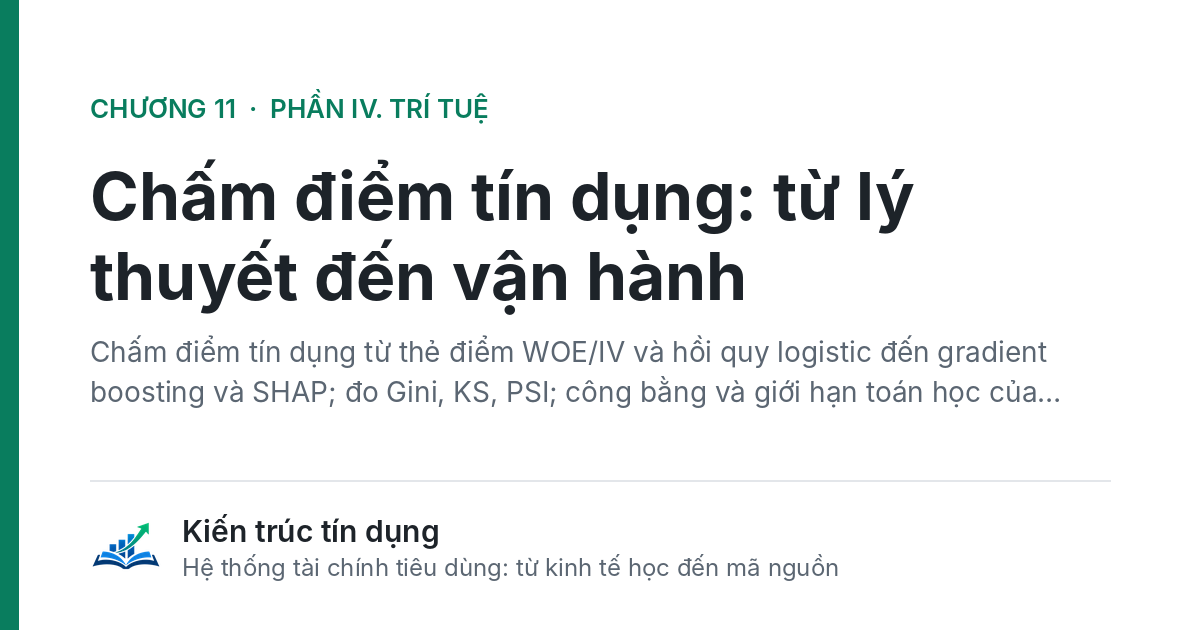 CHƯƠNG 11 · PHẦN IV. TRÍ TUỆ
Chấm điểm tín dụng: từ lý
thuyết đến vận hành
Chấm điểm tín dụng từ thẻ điểm WOE/IV và hồi quy logistic đến gradient
boosting và SHAP; đo Gini, KS, PSI; công bằng và giới hạn toán học của...
Kiến trúc tín dụng
Hệ thống tài chính tiêu dùng: từ kinh tế học đến mã nguồn